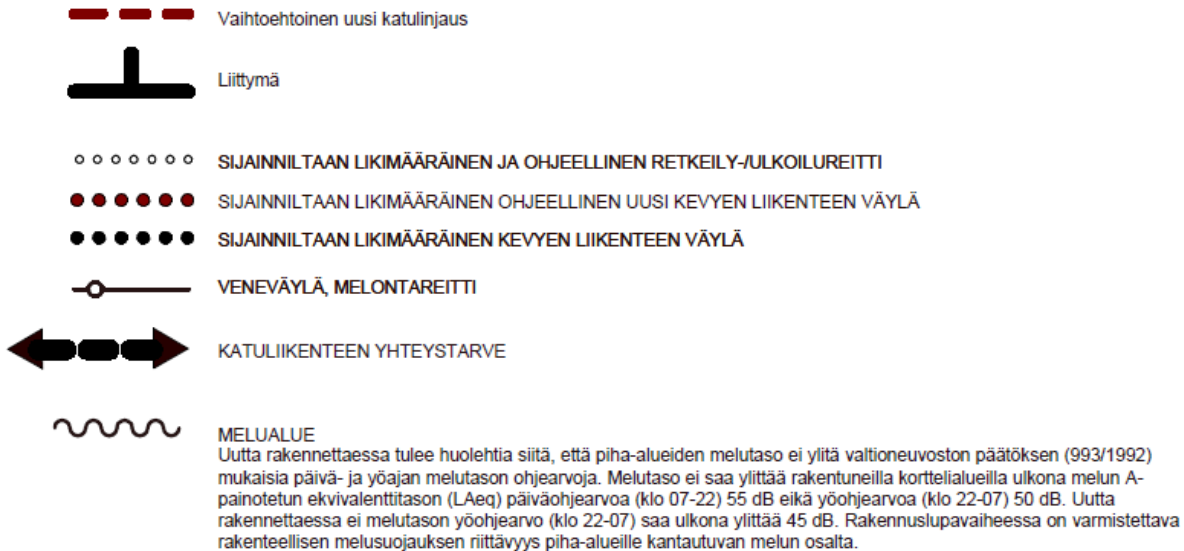 Vaihtoehtoinen uusi katulinjaus
Liittymä
SIJAINNILTAAN LIKIMÄÄRÄINEN JA OHJEELLINEN RETKEILY-/ULKOILUREITTI
SIJAINNILTAAN LIKIMÄÄRÄINEN OHJEELLINEN UUSI KEVYEN LIIKENTEEN VÄYLÄ
SIJAINNILTAAN LIKIMÄÄRÄINEN KEVYEN LIIKENTEEN VÄYLÄ
VENEVÄYLÄ, MELONTAREITTI
KATULIIKENTEEN YHTEYSTARVE
MELUALUE
Uutta rakennettaessa tulee huolehtia siitä, että piha-alueiden melutaso ei ylitä valtioneuvoston päätöksen (993/1992)
mukaisia päivä- ja yöajan melutason ohjearvoja. Melutaso ei saa ylittää rakentuneilla korttelialueilla ulkona melun A-
painotetun ekvivalenttitason (LAeq) päiväohjearvoa (klo 07-22) 55 dB eikä yöohjearvoa (klo 22-07) 50 dB. Uutta
rakennettaessa ei melutason yöohjearvo (klo 22-07) saa ulkona ylittää 45 dB. Rakennuslupavaiheessa on varmistettava
rakenteellisen melusuojauksen riittävyys piha-alueille kantautuvan melun osalta.